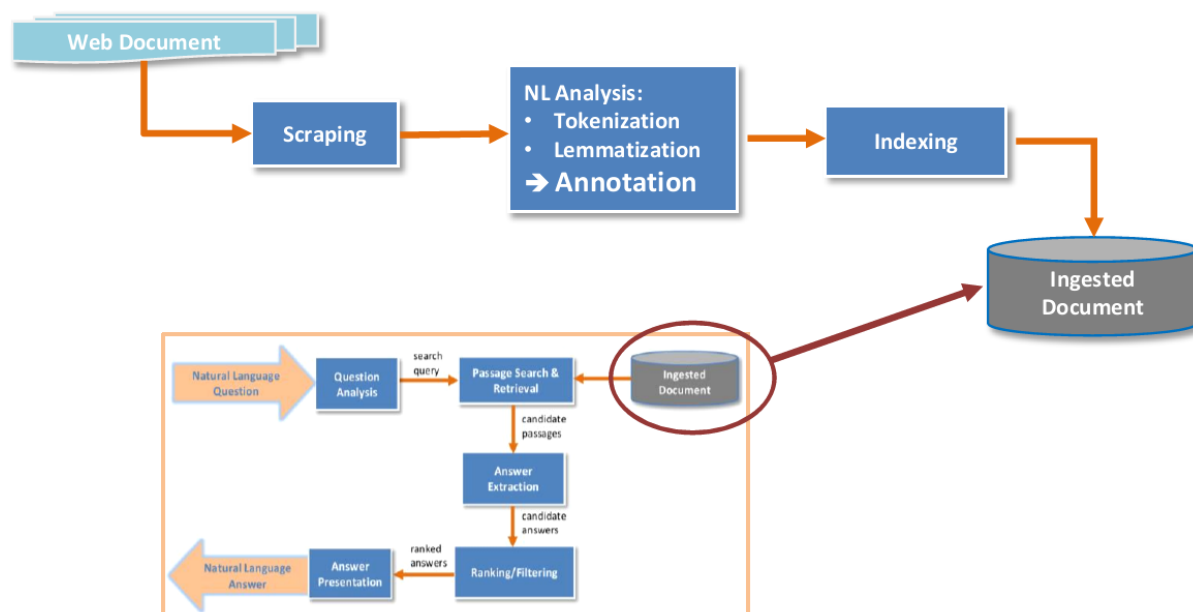 Web Document
Scraping
NL Analysis:
• Tokenization
• Lemmatization
➔ Annotation
Indexing
Ingested
Document
Natural Language
Question
Question
Analysis
search
query
Passage Search &
Retrieval
Ingested
Document
candidate
passages
Answer
Extraction
candidate
answers
Ranking/Filtering
ranked
answers
Answer
Presentation
Natural Language
Answer